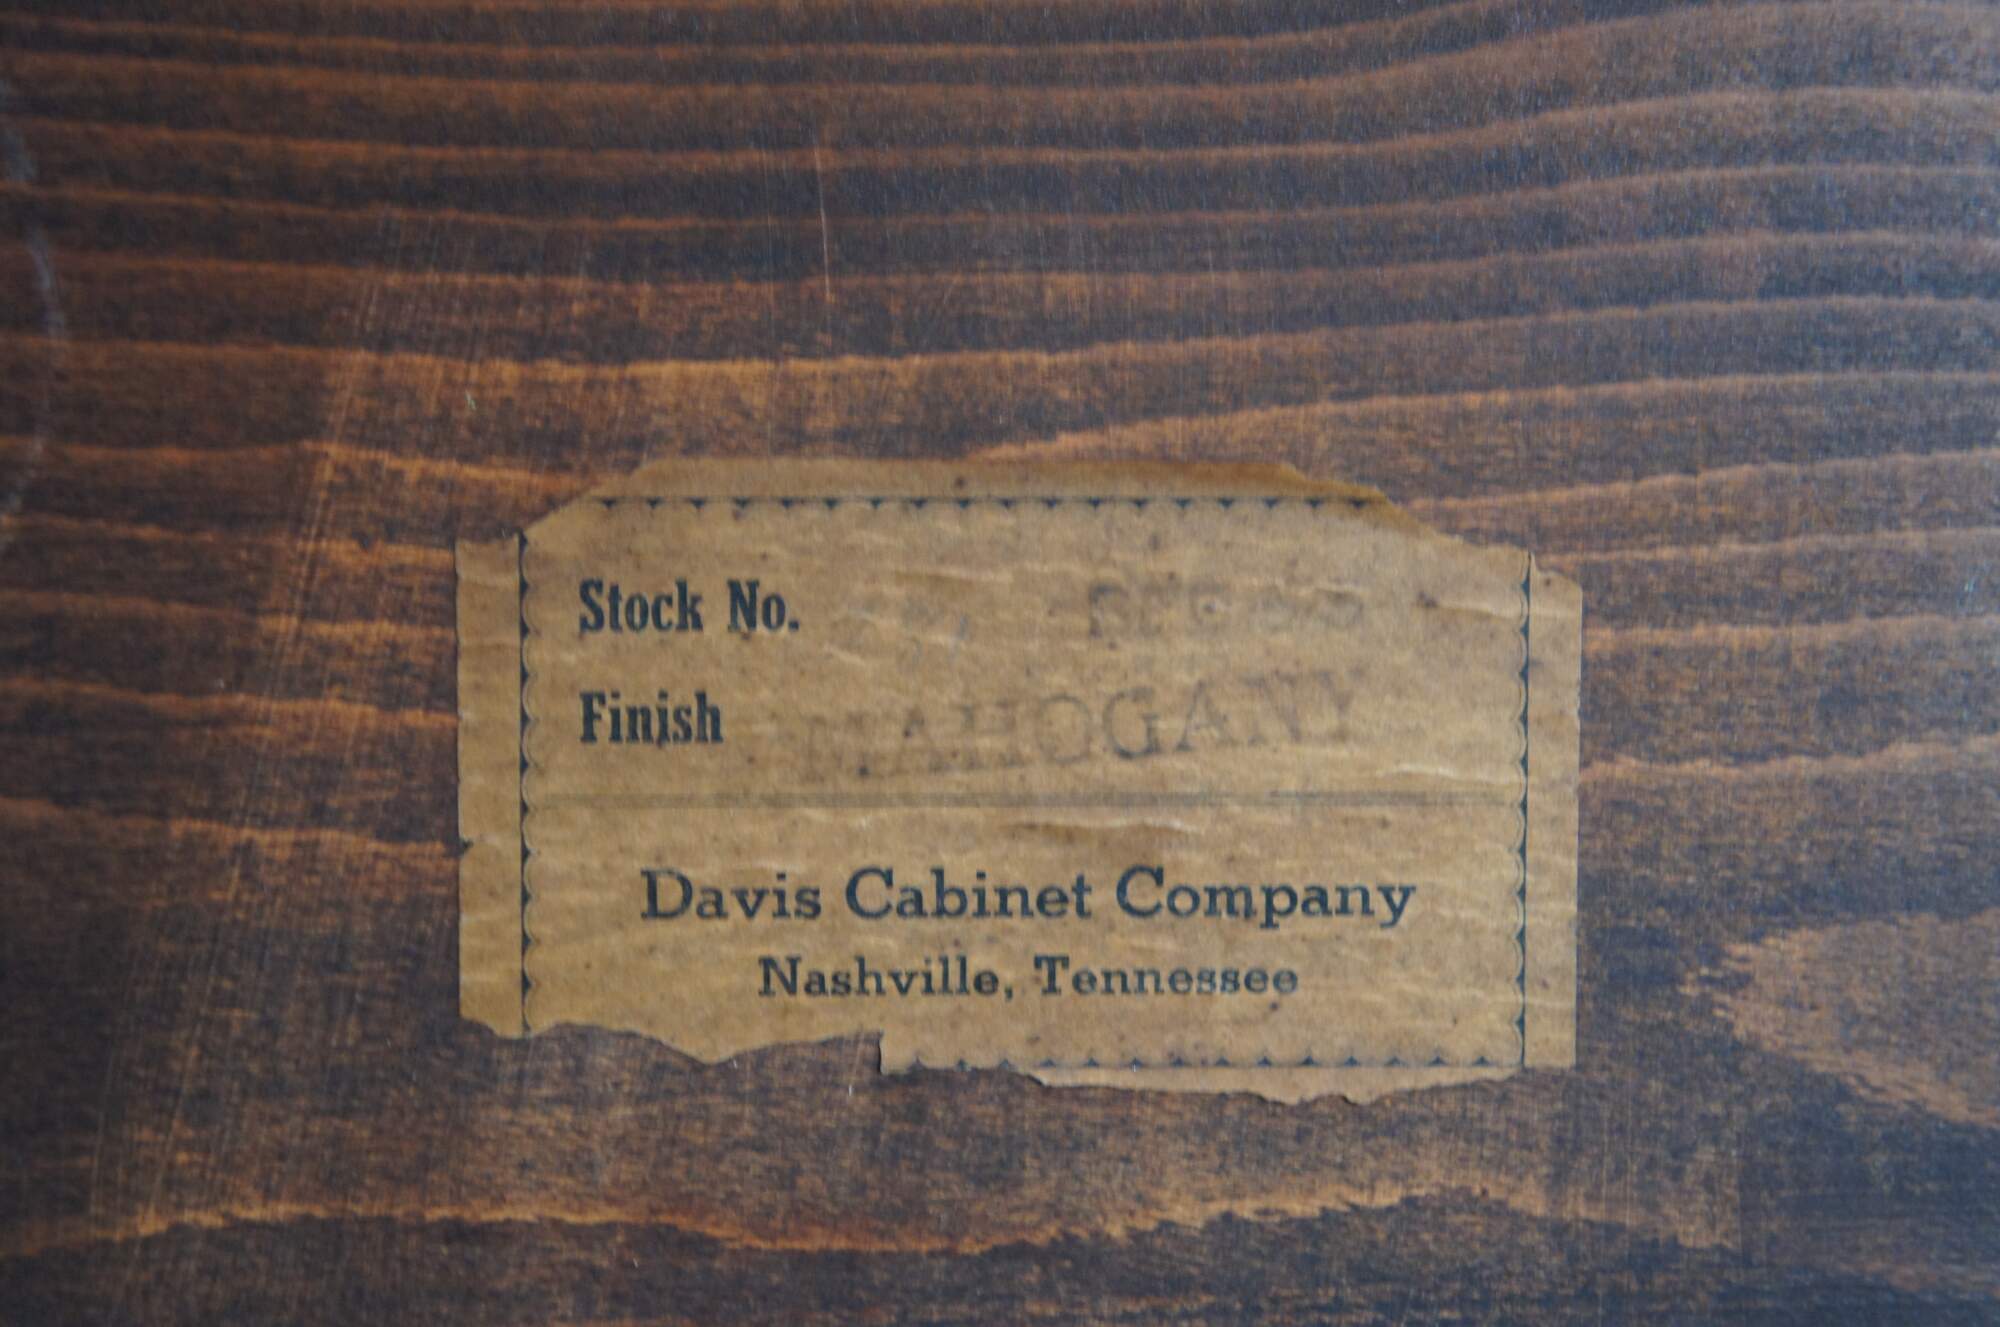 Stock No.
Finish MAHOGANY
Davis Cabinet Company
Nashville, Tennessee